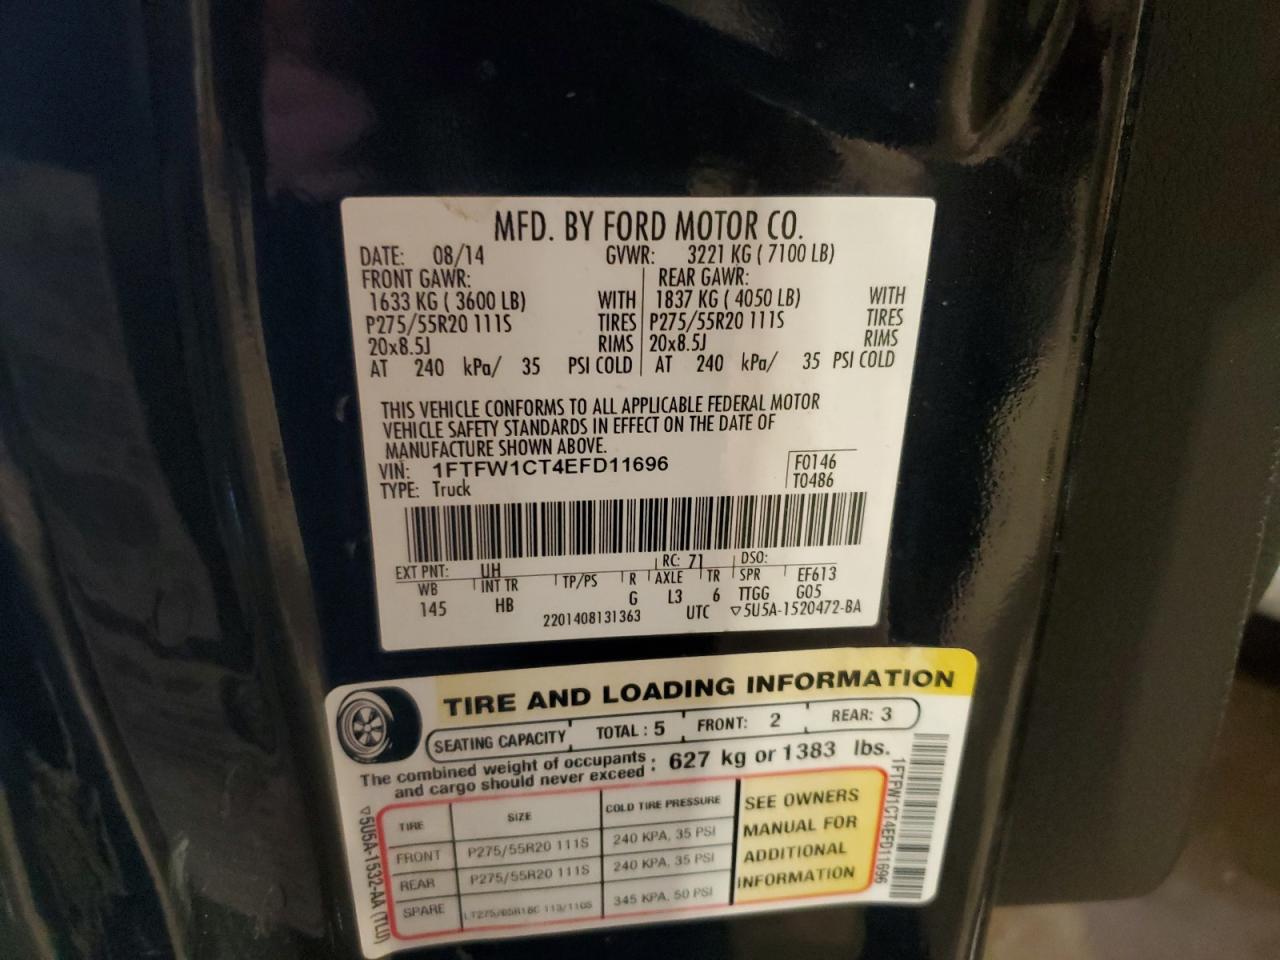 MFD. BY FORD MOTOR CO.
DATE: 08/14 GVWR: 3221 KG ( 7100 LB)
FRONT GAWR: REAR GAWR:
1633 KG ( 3600 LB) WITH 1837 KG ( 4050 LB) WITH
P275/55R20 111S TIRES P275/55R20 111S TIRES
20x8.5J RIMS 20x8.5J RIMS
AT 240 kPa/ 35 PSI COLD AT 240 kPa/ 35 PSI COLD
THIS VEHICLE CONFORMS TO ALL APPLICABLE FEDERAL MOTOR
VEHICLE SAFETY STANDARDS IN EFFECT ON THE DATE OF
MANUFACTURE SHOWN ABOVE.
VIN: 1FTFW1CT4EFD11696 F0146
TYPE: Truck T0486
EXT PNT: UH RC: 71 DSO:
WB INT TR TP/PS R AXLE TR SPR EF613
145 HB G L3 6 TTGG G05
2201408131363 UTC ▽5U5A-1520472-BA
TIRE AND LOADING INFORMATION
SEATING CAPACITY TOTAL : 5 FRONT: 2 REAR: 3
The combined weight of occupants
and cargo should never exceed : 627 kg or 1383 lbs.
TIRE SIZE COLD TIRE PRESSURE
FRONT P275/55R20 111S 240 KPA, 35 PSI
REAR P275/55R20 111S 240 KPA, 35 PSI
SPARE LT275/65R18C 113/110S 345 KPA, 50 PSI
SEE OWNERS
MANUAL FOR
ADDITIONAL
INFORMATION
1FTFW1CT4EFD11696
▽5U5A-1532-AA (TLU)